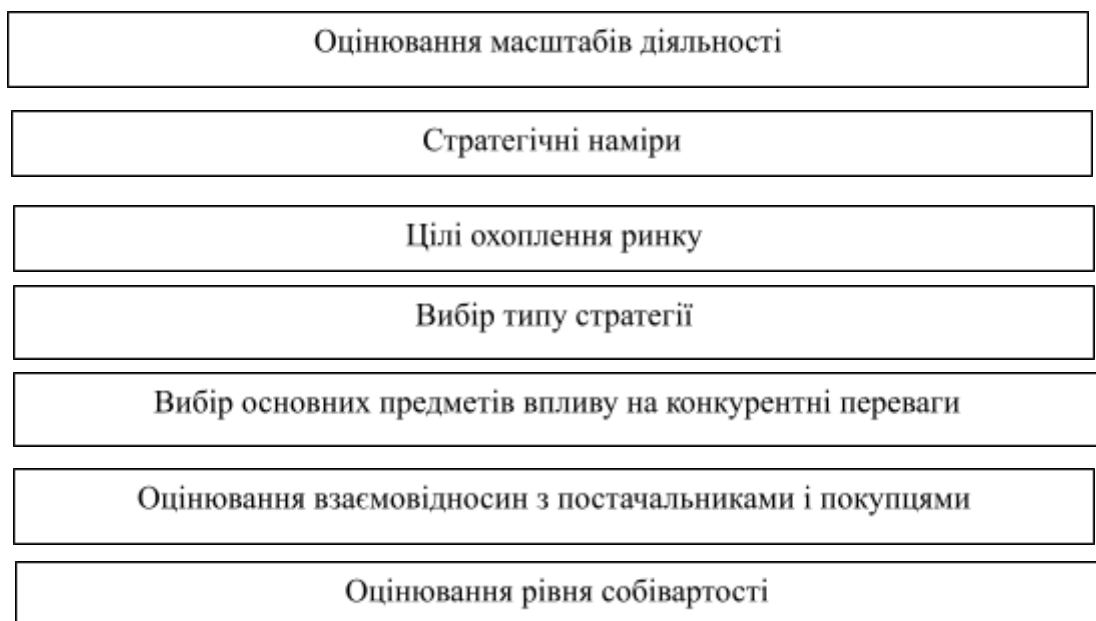 Оцінювання масштабів діяльності
Стратегічні наміри
Цілі охоплення ринку
Вибір типу стратегії
Вибір основних предметів впливу на конкурентні переваги
Оцінювання взаємовідносин з постачальниками і покупцями
Оцінювання рівня собівартості